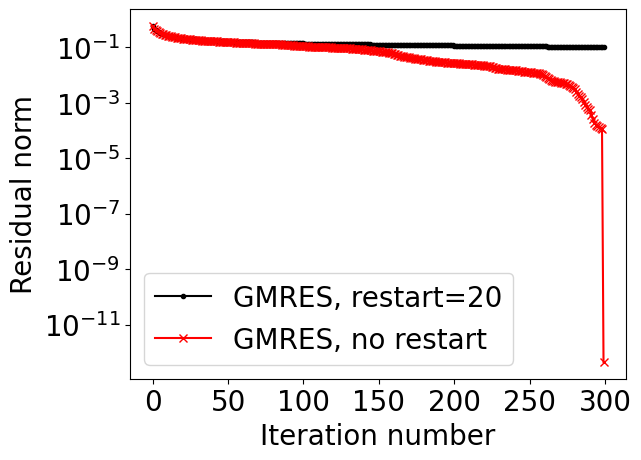 10⁻¹
10⁻³
10⁻⁵
10⁻⁷
10⁻⁹
10⁻¹¹
Residual norm
GMRES, restart=20
GMRES, no restart
0 50 100 150 200 250 300
Iteration number